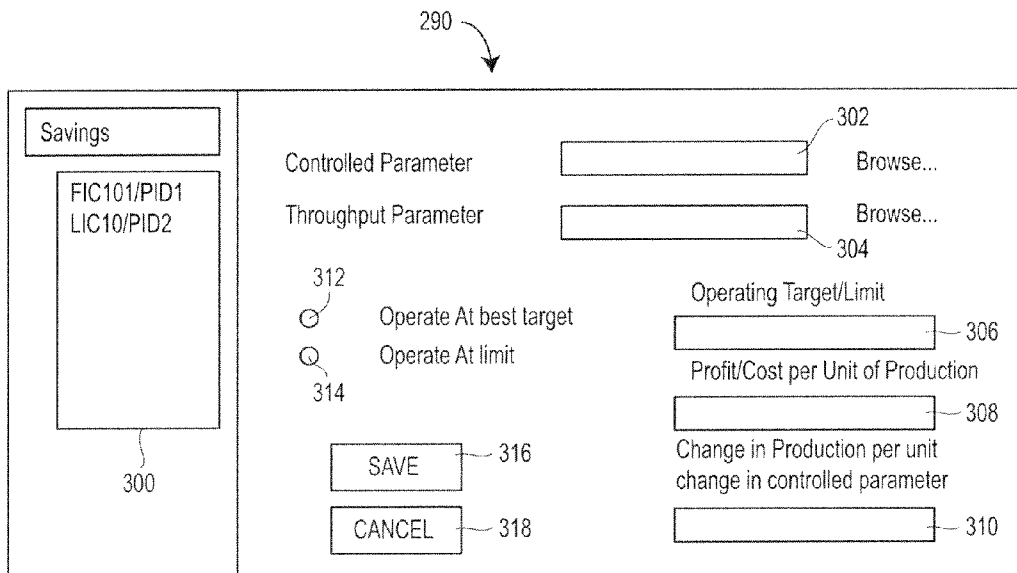 290
Savings
FIC101/PID1
LIC10/PID2
300
302
Controlled Parameter
Browse...
Throughput Parameter
Browse...
304
312
Operate At best target
Operate At limit
314
Operating Target/Limit
306
Profit/Cost per Unit of Production
308
Change in Production per unit
change in controlled parameter
310
SAVE
316
CANCEL
318